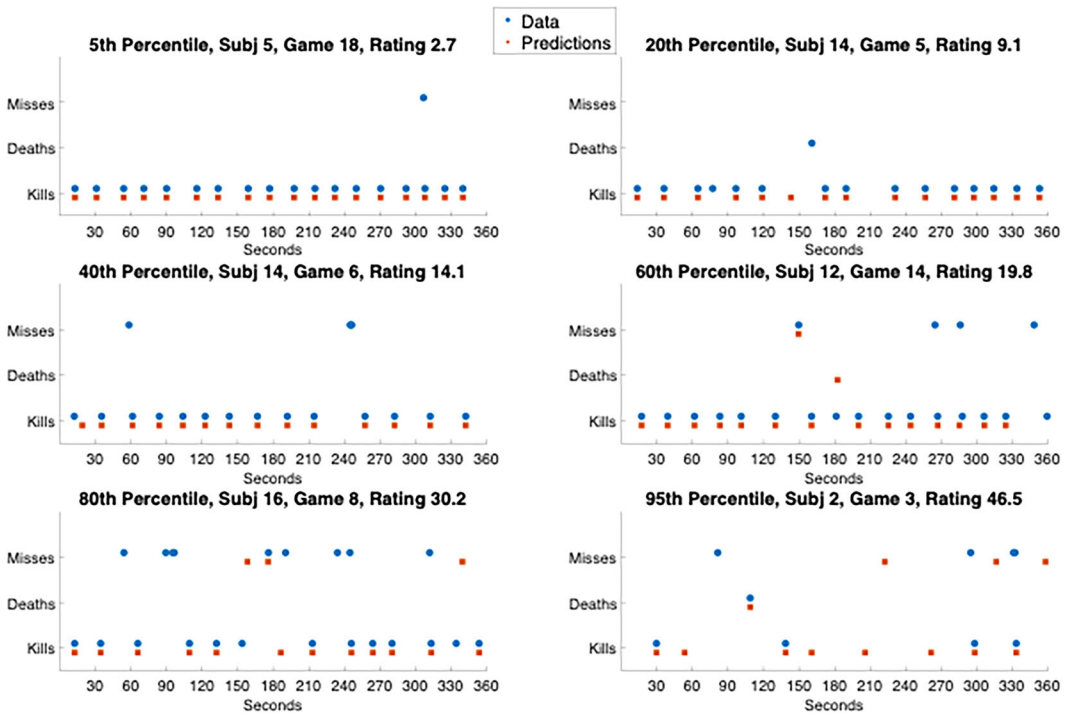 Data
Predictions
5th Percentile, Subj 5, Game 18, Rating 2.7
Misses
Deaths
Kills
30 60 90 120 150 180 210 240 270 300 330 360
Seconds
20th Percentile, Subj 14, Game 5, Rating 9.1
Misses
Deaths
Kills
30 60 90 120 150 180 210 240 270 300 330 360
Seconds
40th Percentile, Subj 14, Game 6, Rating 14.1
Misses
Deaths
Kills
30 60 90 120 150 180 210 240 270 300 330 360
Seconds
60th Percentile, Subj 12, Game 14, Rating 19.8
Misses
Deaths
Kills
30 60 90 120 150 180 210 240 270 300 330 360
Seconds
80th Percentile, Subj 16, Game 8, Rating 30.2
Misses
Deaths
Kills
30 60 90 120 150 180 210 240 270 300 330 360
Seconds
95th Percentile, Subj 2, Game 3, Rating 46.5
Misses
Deaths
Kills
30 60 90 120 150 180 210 240 270 300 330 360
Seconds